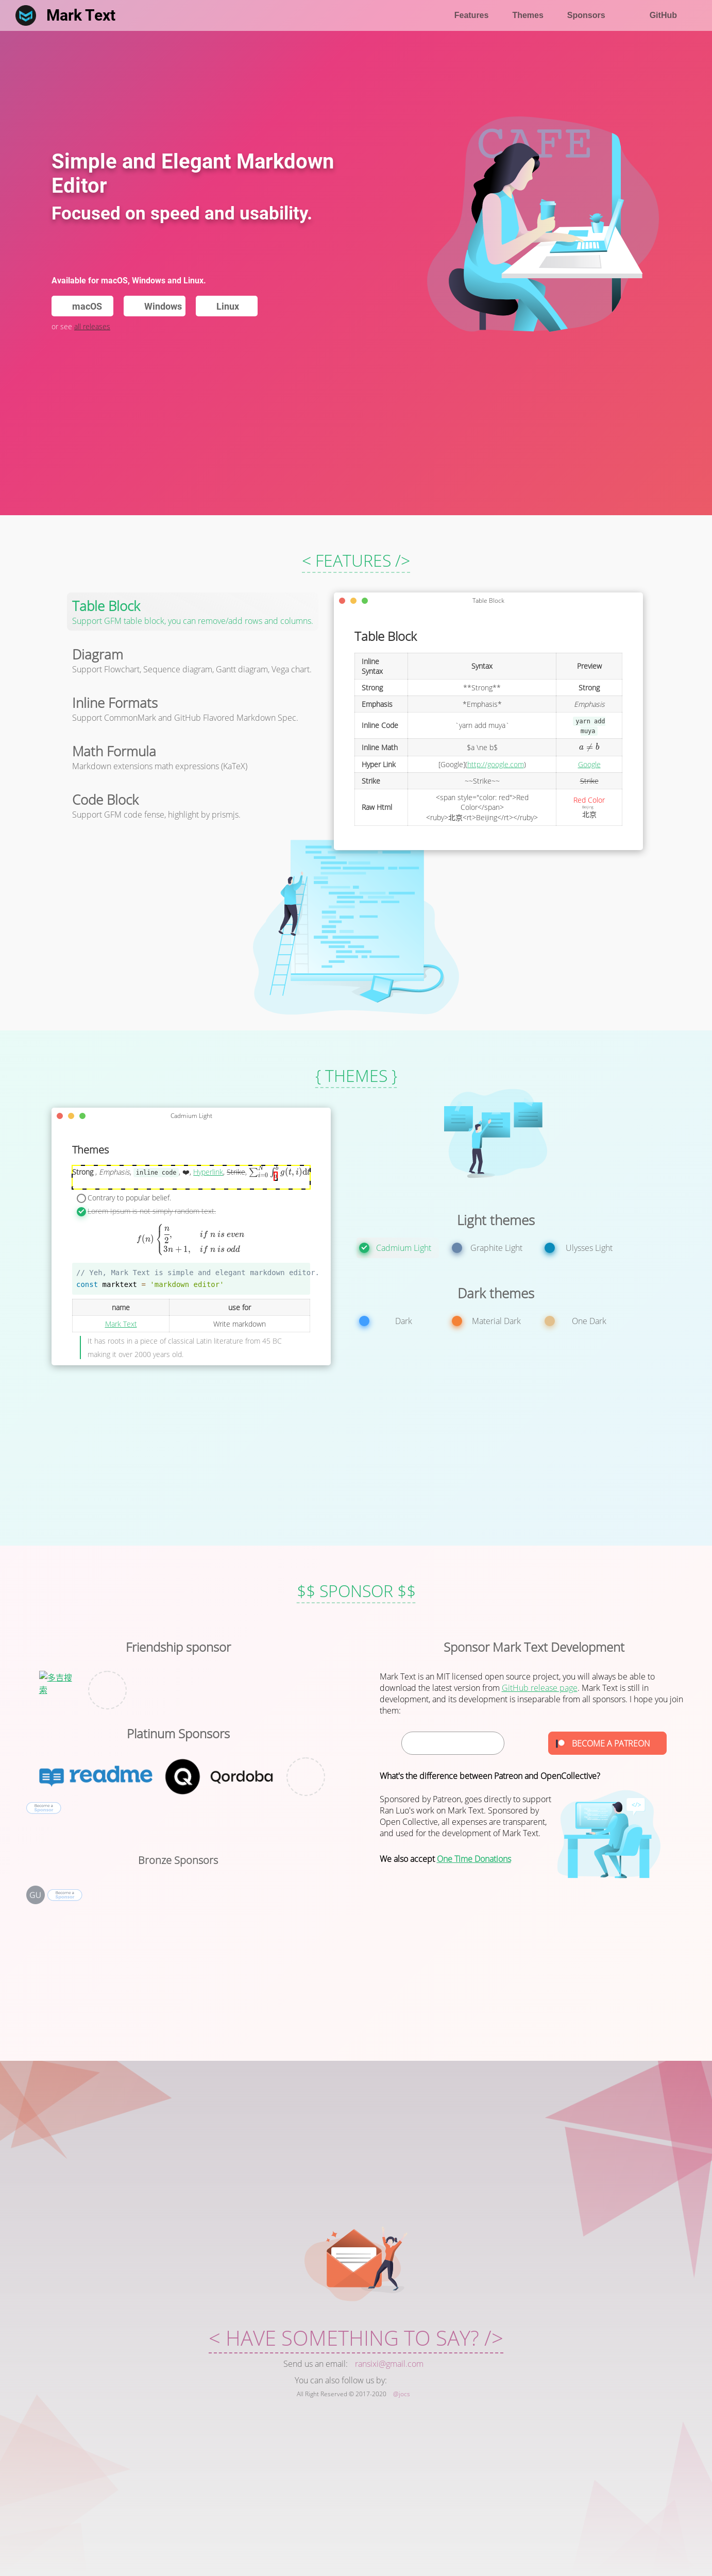 Mark Text
Features
Themes
Sponsors
GitHub
CAFE
Simple and Elegant Markdown
Editor
Focused on speed and usability.
Available for macOS, Windows and Linux.
macOS
Windows
Linux
or see all releases
< FEATURES />
Table Block
Support GFM table block, you can remove/add rows and columns.
Diagram
Support Flowchart, Sequence diagram, Gantt diagram, Vega chart.
Inline Formats
Support CommonMark and GitHub Flavored Markdown Spec.
Math Formula
Markdown extensions math expressions (KaTeX)
Code Block
Support GFM code fense, highlight by prismjs.
Table Block
Table Block
Inline
Syntax
Syntax
Preview
Strong
**Strong**
Strong
Emphasis
*Emphasis*
Emphasis
Inline Code
`yarn add muya`
yarn add
muya
Inline Math
$a \ne b$
a ≠ b
Hyper Link
[Google](http://google.com)
Google
Strike
~~Strike~~
Strike
Raw Html
<span style="color: red">Red
Color</span>
<ruby>北京<rt>Beijing</rt></ruby>
Red Color
Beijing
北京
{ THEMES }
Cadmium Light
Themes
Strong , Emphasis, inline code , ❤️, Hyperlink, Strike,
Contrary to popular belief.
Lorem Ipsum is not simply random text.
f(n) { n/2, if n is even
3n + 1, if n is odd
// Yeh, Mark Text is simple and elegant markdown editor.
const marktext = 'markdown editor'
name
use for
Mark Text
Write markdown
It has roots in a piece of classical Latin literature from 45 BC
making it over 2000 years old.
Light themes
Cadmium Light
Graphite Light
Ulysses Light
Dark themes
Dark
Material Dark
One Dark
$$ SPONSOR $$
Friendship sponsor
多吉搜
索
Platinum Sponsors
readme
Qordoba
Become a
Sponsor
Bronze Sponsors
GU
Become a
Sponsor
Sponsor Mark Text Development
Mark Text is an MIT licensed open source project, you will always be able to
download the latest version from GitHub release page. Mark Text is still in
development, and its development is inseparable from all sponsors. I hope you join
them:
BECOME A PATREON
What's the difference between Patreon and OpenCollective?
Sponsored by Patreon, goes directly to support
Ran Luo's work on Mark Text. Sponsored by
Open Collective, all expenses are transparent,
and used for the development of Mark Text.
We also accept One Time Donations
</>
< HAVE SOMETHING TO SAY? />
Send us an email: ransixi@gmail.com
You can also follow us by:
All Right Reserved © 2017-2020 @jocs